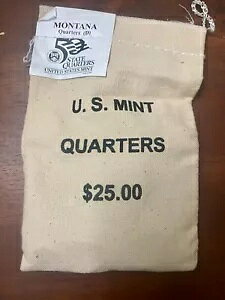 MONTANA
Quarters (D)
50
STATE
QUARTERS
UNITED STATES MINT
U.S. MINT
QUARTERS
$25.00